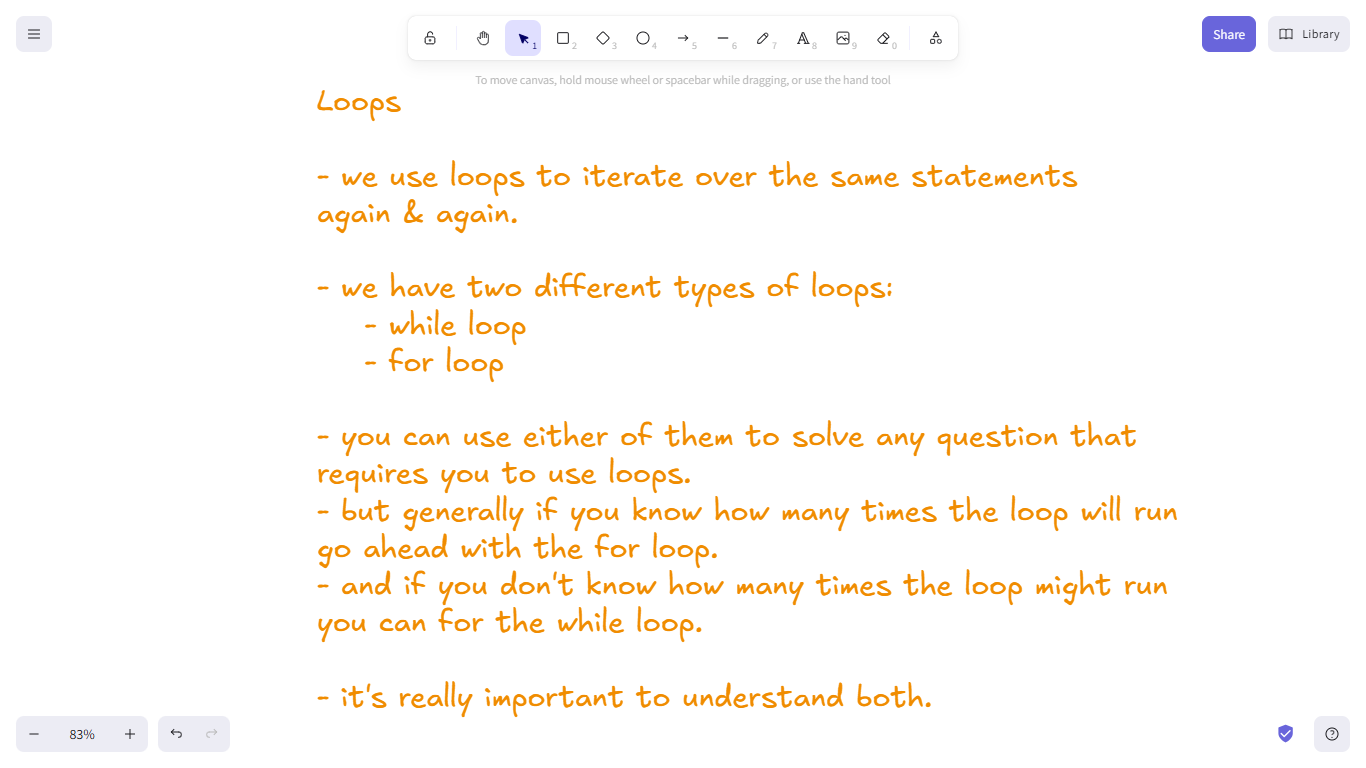 Share
Library
1
2
3
4
5
6
7
8
9
0
To move canvas, hold mouse wheel or spacebar while dragging, or use the hand tool
Loops
- we use loops to iterate over the same statements
again & again.
- we have two different types of loops:
- while loop
- for loop
- you can use either of them to solve any question that
requires you to use loops.
- but generally if you know how many times the loop will run
go ahead with the for loop.
- and if you don't know how many times the loop might run
you can for the while loop.
- it's really important to understand both.
83%